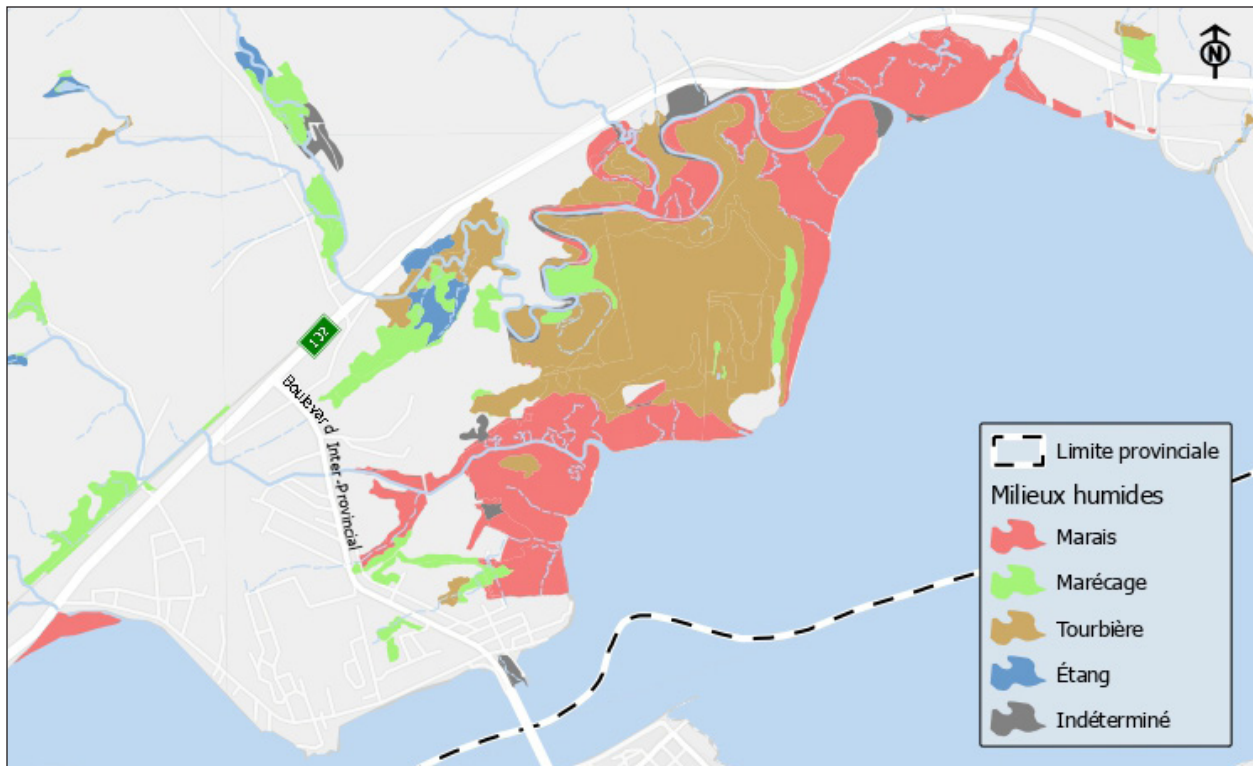 N
132
Boulevard Inter-Provincial
Limite provinciale
Milieux humides
Marais
Marécage
Tourbière
Étang
Indéterminé